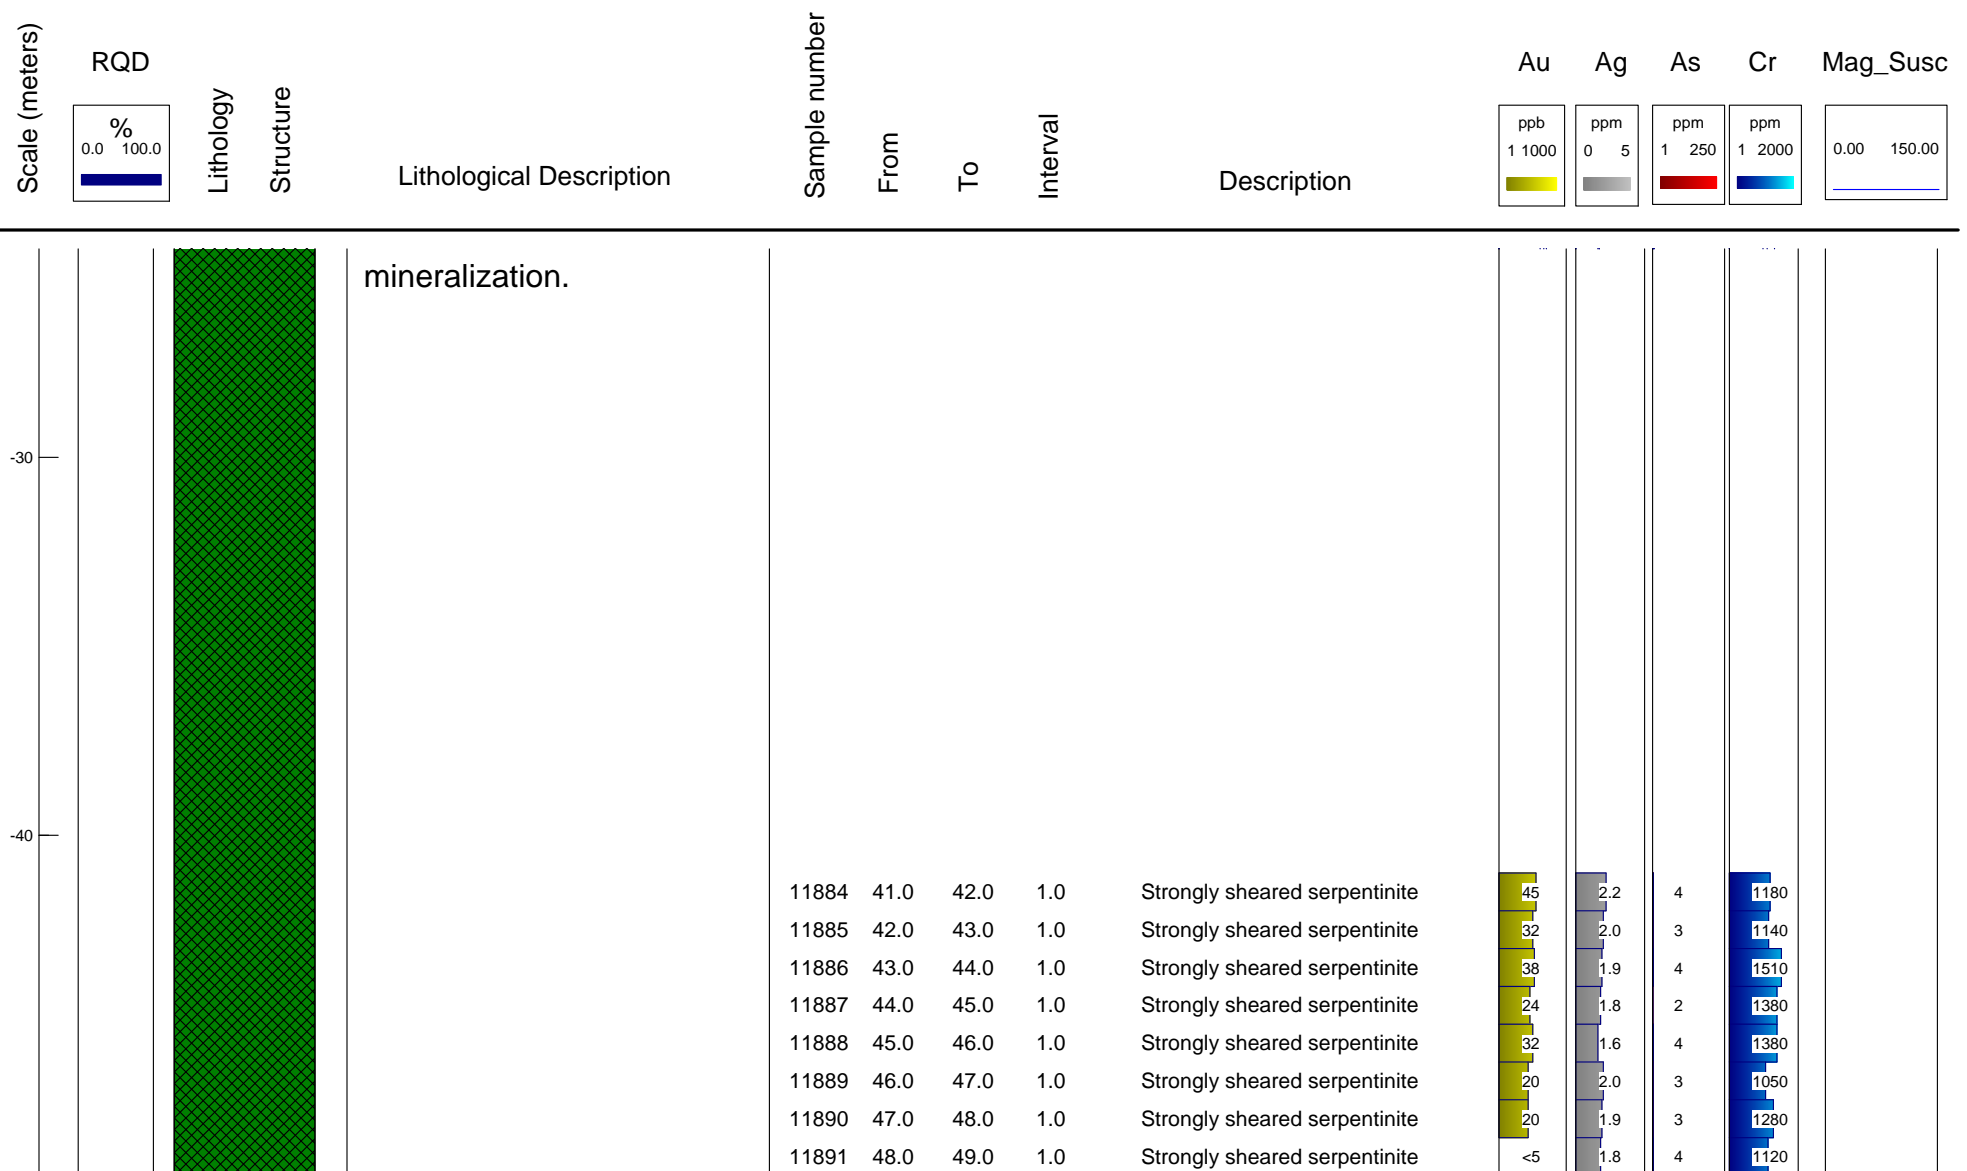 Scale (meters)
RQD
%
0.0 100.0
Lithology
Structure
Lithological Description
Sample number
From
To
Interval
Description
Au
ppb
1 1000
Ag
ppm
0 5
As
ppm
1 250
Cr
ppm
1 2000
Mag_Susc
0.00 150.00
mineralization.
-30
-40
11884 41.0 42.0 1.0 Strongly sheared serpentinite 45 2.2 4 1180
11885 42.0 43.0 1.0 Strongly sheared serpentinite 32 2.0 3 1140
11886 43.0 44.0 1.0 Strongly sheared serpentinite 38 1.9 4 1510
11887 44.0 45.0 1.0 Strongly sheared serpentinite 24 1.8 2 1380
11888 45.0 46.0 1.0 Strongly sheared serpentinite 32 1.6 4 1380
11889 46.0 47.0 1.0 Strongly sheared serpentinite 20 2.0 3 1050
11890 47.0 48.0 1.0 Strongly sheared serpentinite 20 1.9 3 1280
11891 48.0 49.0 1.0 Strongly sheared serpentinite <5 1.8 4 1120